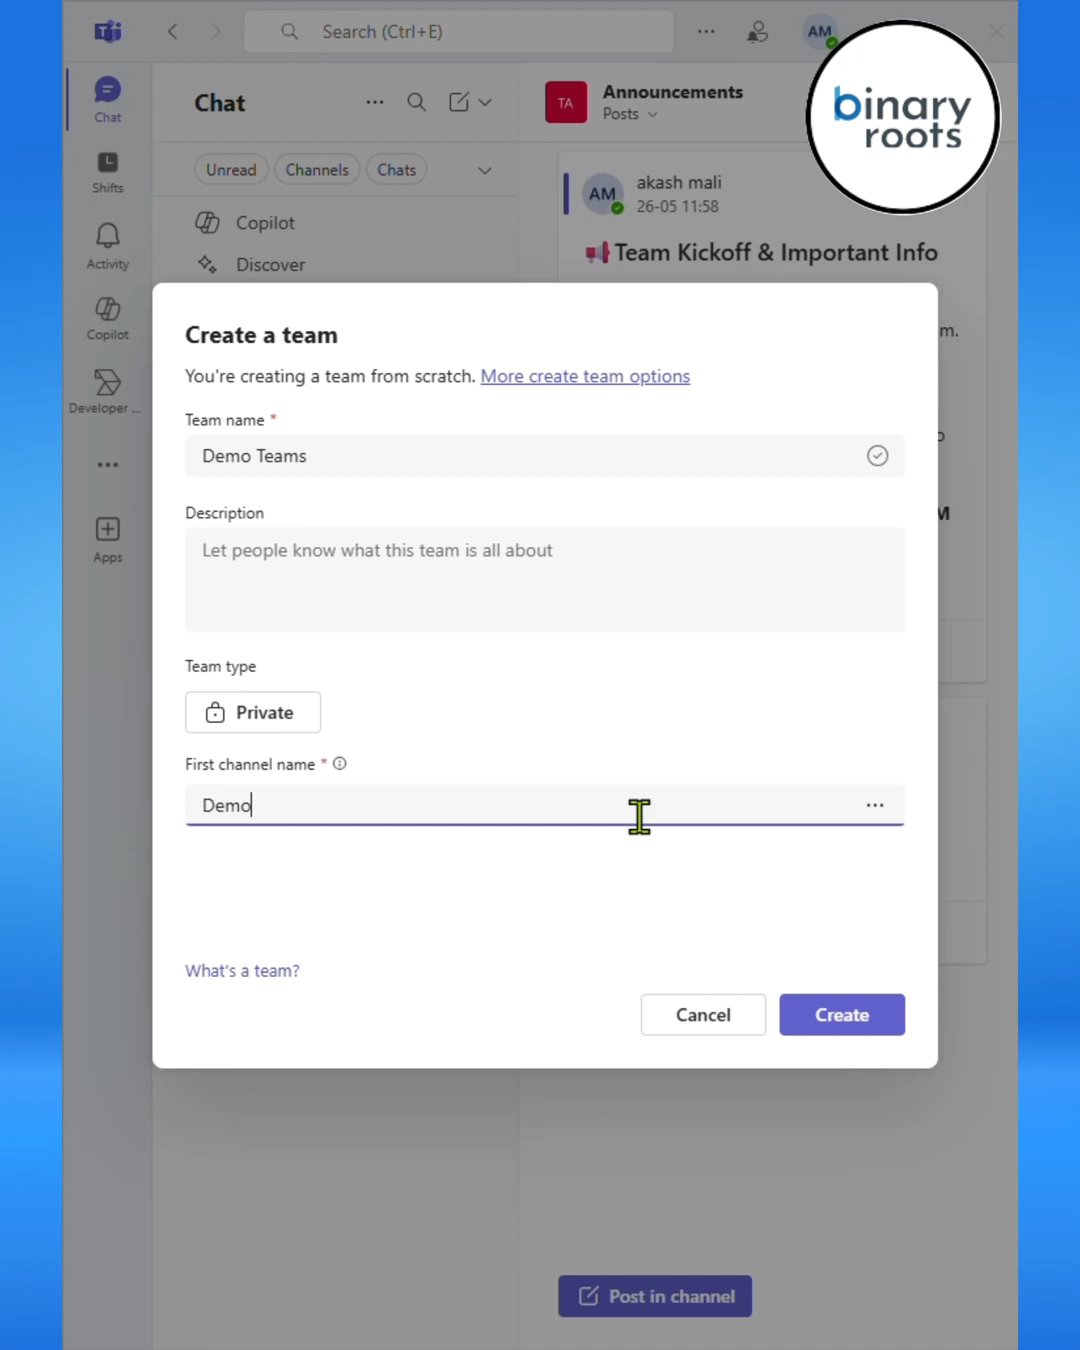 Search (Ctrl+E)
AM
binary
roots
Chat
Chat
TA
Announcements
Posts
Unread
Channels
Chats
Shifts
AM
akash mali
26-05 11:58
Copilot
Team Kickoff & Important Info
Activity
Discover
Copilot
m.
Developer ...
Apps
Create a team
You're creating a team from scratch. More create team options
Team name *
Demo Teams
Description
Let people know what this team is all about
Team type
Private
First channel name *
Demo
What's a team?
Cancel
Create
Post in channel